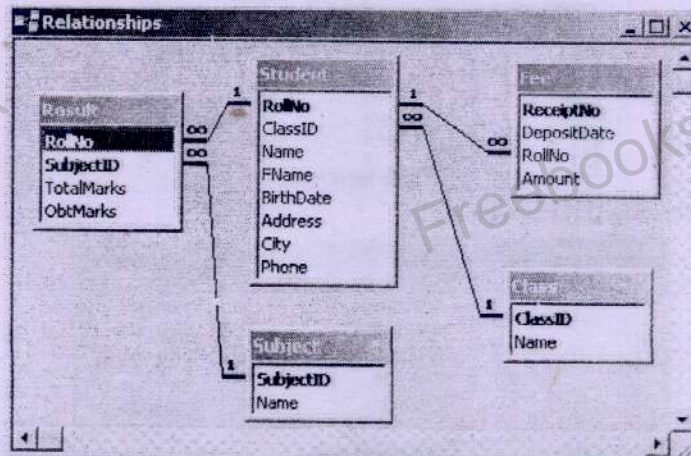 Relationships
Result
RollNo
SubjectID
TotalMarks
ObtMarks
Student
RollNo
ClassID
Name
FName
BirthDate
Address
City
Phone
Fee
ReceiptNo
DepositDate
RollNo
Amount
Class
ClassID
Name
Subject
SubjectID
Name
1
∞
∞
1
∞
1
∞
1
Freebooks